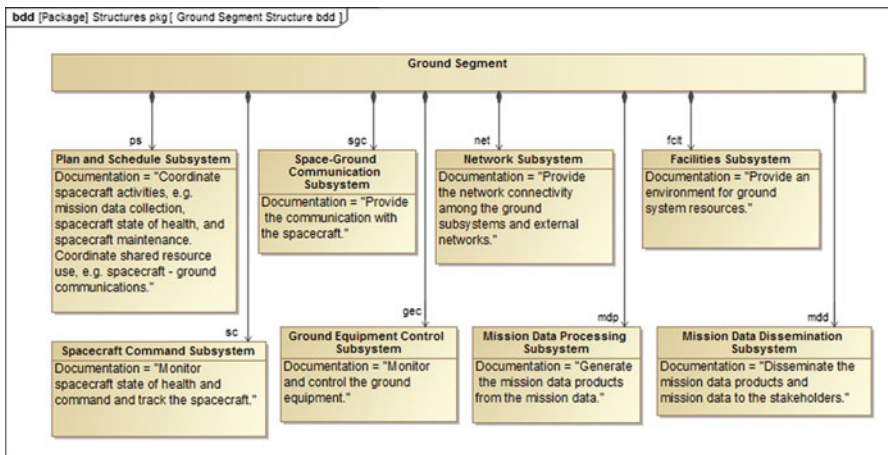 bdd [Package] Structures pkg [ Ground Segment Structure bdd ]
Ground Segment
ps
sgc
net
fclt
Plan and Schedule Subsystem
Documentation = "Coordinate
spacecraft activities, e.g.
mission data collection,
spacecraft state of health, and
spacecraft maintenance.
Coordinate shared resource
use, e.g. spacecraft - ground
communications."
Space-Ground
Communication
Subsystem
Documentation = "Provide
the communication with
the spacecraft."
Network Subsystem
Documentation = "Provide
the network connectivity
among the ground
subsystems and external
networks."
Facilities Subsystem
Documentation = "Provide an
environment for ground
system resources."
sc
gec
mdp
mdd
Spacecraft Command Subsystem
Documentation = "Monitor
spacecraft state of health and
command and track the spacecraft."
Ground Equipment Control
Subsystem
Documentation = "Monitor
and control the ground
equipment."
Mission Data Processing
Subsystem
Documentation = "Generate
the mission data products
from the mission data."
Mission Data Dissemination
Subsystem
Documentation = "Disseminate the
mission data products and
mission data to the stakeholders."